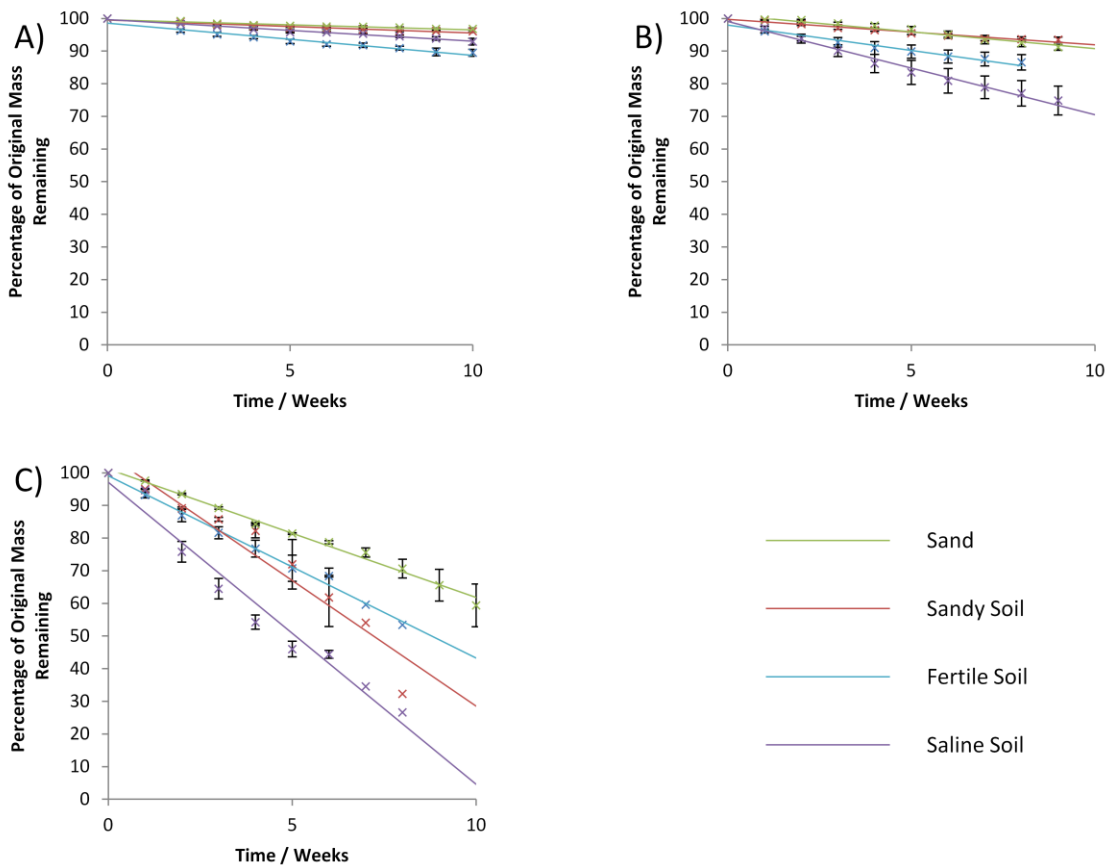 A)
Percentage of Original Mass
Remaining
100
90
80
70
60
50
40
30
20
10
0
0
5
10
Time / Weeks
B)
Percentage of Original Mass
Remaining
100
90
80
70
60
50
40
30
20
10
0
0
5
10
Time / Weeks
C)
Percentage of Original Mass
Remaining
100
90
80
70
60
50
40
30
20
10
0
0
5
10
Time / Weeks
Sand
Sandy Soil
Fertile Soil
Saline Soil